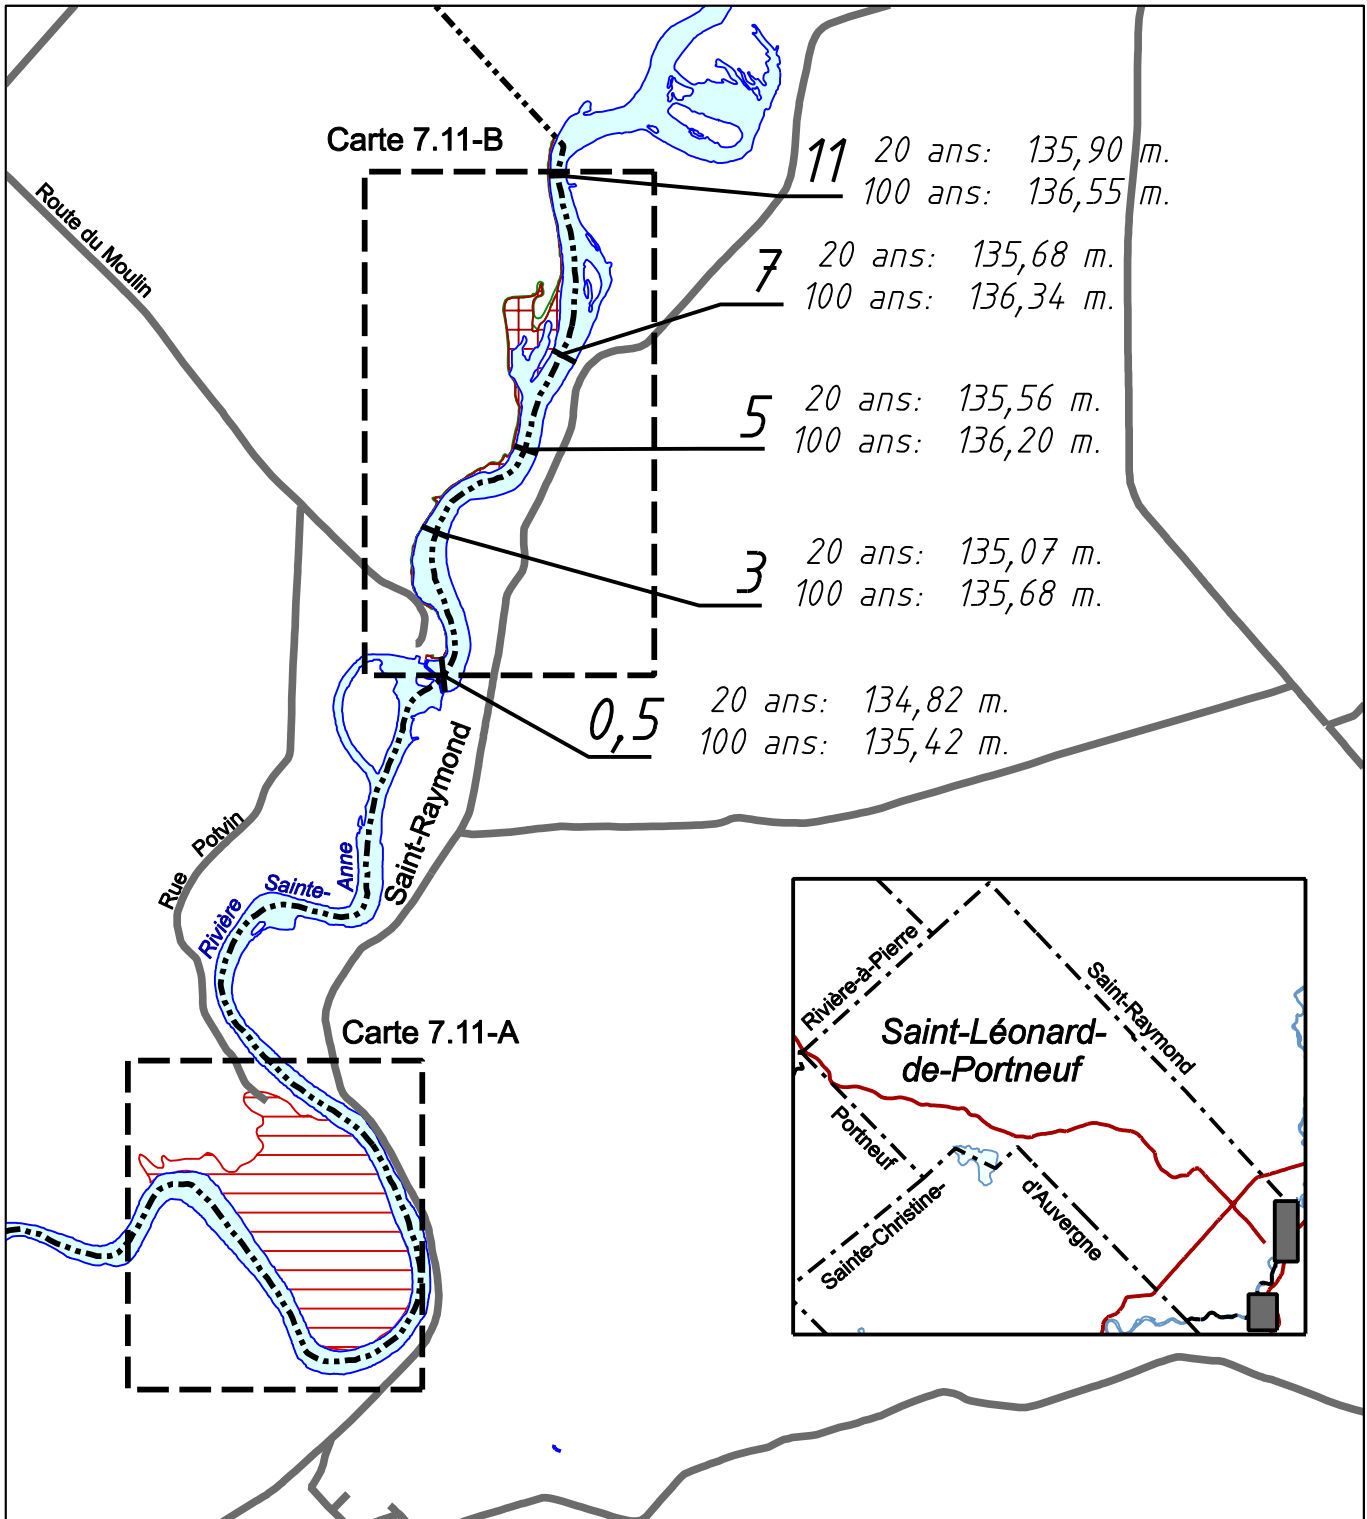 Carte 7.11-B
11
20 ans: 135,90 m.
100 ans: 136,55 m.
Route du Moulin
7
20 ans: 135,68 m.
100 ans: 136,34 m.
5
20 ans: 135,56 m.
100 ans: 136,20 m.
3
20 ans: 135,07 m.
100 ans: 135,68 m.
0,5
20 ans: 134,82 m.
100 ans: 135,42 m.
Saint-Raymond
Rue Potvin
Rivière Sainte-Anne
Carte 7.11-A
Rivière-à-Pierre
Saint-Raymond
Saint-Léonard-
de-Portneuf
Portneuf
Sainte-Christine-
d'Auvergne